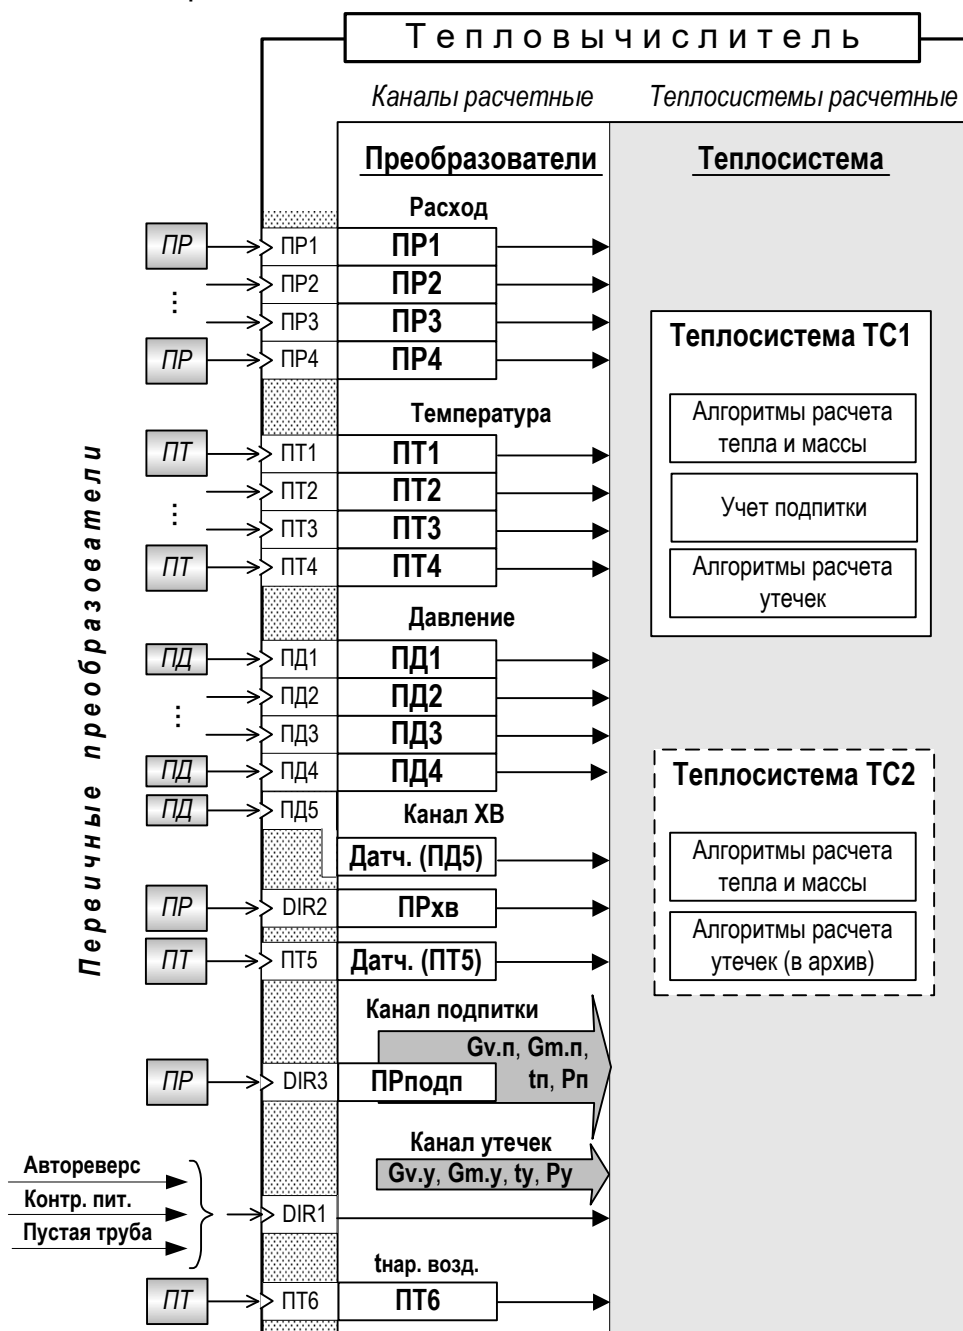 Тепловычислитель
Каналы расчетные Теплосистемы расчетные
Преобразователи Теплосистема
Расход
ПР ПР1 ПР1
ПР2 ПР2
...
ПР3 ПР3
ПР ПР4 ПР4
Температура
ПТ ПТ1 ПТ1
ПТ2 ПТ2
...
ПТ3 ПТ3
ПТ ПТ4 ПТ4
Давление
ПД ПД1 ПД1
ПД2 ПД2
...
ПД3 ПД3
ПД ПД4 ПД4
ПД ПД5
Канал ХВ
Датч. (ПД5)
ПР DIR2 ПРхв
ПТ ПТ5 Датч. (ПТ5)
Канал подпитки
Gv.п, Gm.п,
tп, Pп
ПР DIR3 ПРподп
Канал утечек
Gv.у, Gm.у, tу, Pу
Автореверс
Контр. пит.
Пустая труба
DIR1
tнар. возд.
ПТ ПТ6 ПТ6
Первичные преобразователи
Теплосистема ТС1
Алгоритмы расчета
тепла и массы
Учет подпитки
Алгоритмы расчета
утечек
Теплосистема ТС2
Алгоритмы расчета
тепла и массы
Алгоритмы расчета
утечек (в архив)